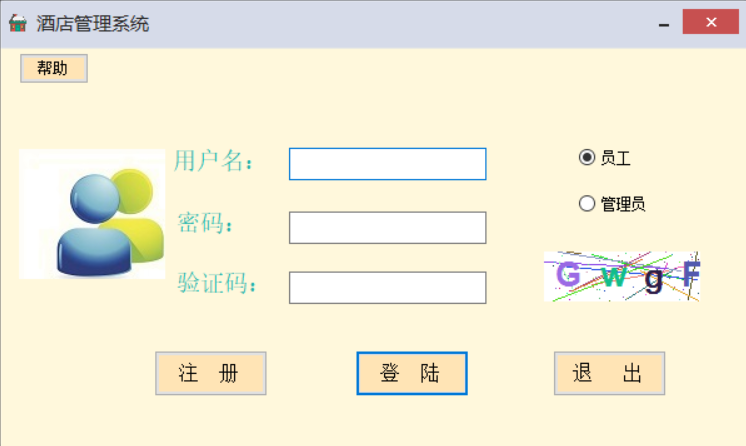 酒店管理系统
帮助
用户名：
员工
密码：
管理员
验证码：
GwgF
注 册
登 陆
退 出